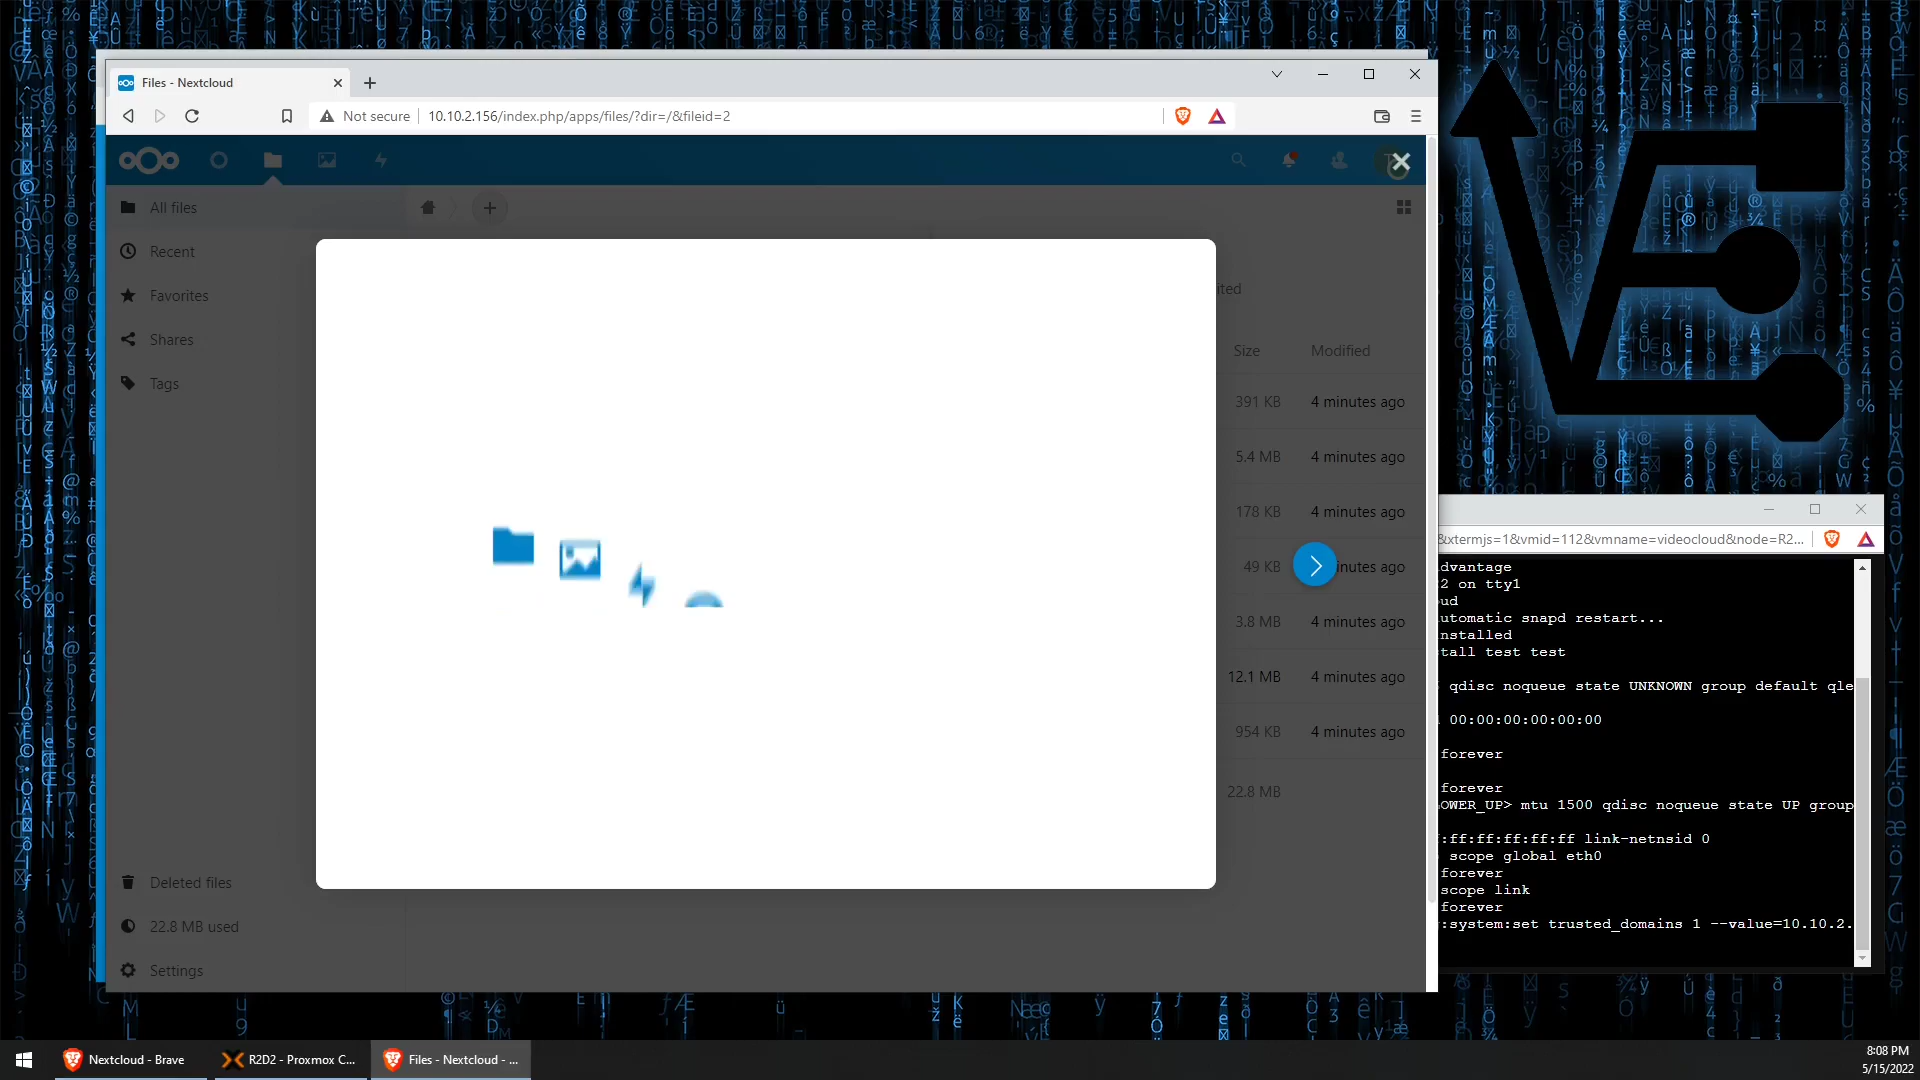 Files - Nextcloud
Not secure
10.10.2.156/index.php/apps/files/?dir=/&fileid=2
All files
Recent
Favorites
Shares
Tags
ited
Size
Modified
391 KB
4 minutes ago
5.4 MB
4 minutes ago
178 KB
4 minutes ago
49 KB
inutes ago
3.8 MB
4 minutes ago
12.1 MB
4 minutes ago
954 KB
4 minutes ago
22.8 MB
Deleted files
22.8 MB used
Settings
&xtermjs=1&vmid=112&vmname=videocloud&node=R2...
dvantage
2 on tty1
oud
utomatic snapd restart...
nstalled
tall test test
qdisc noqueue state UNKNOWN group default qle
00:00:00:00:00:00
forever
forever
OWER_UP> mtu 1500 qdisc noqueue state UP group
:ff:ff:ff:ff:ff link-netnsid 0
scope global eth0
forever
scope link
forever
:system:set trusted_domains 1 --value=10.10.2.
Nextcloud - Brave
R2D2 - Proxmox C...
Files - Nextcloud - ...
8:08 PM
5/15/2022